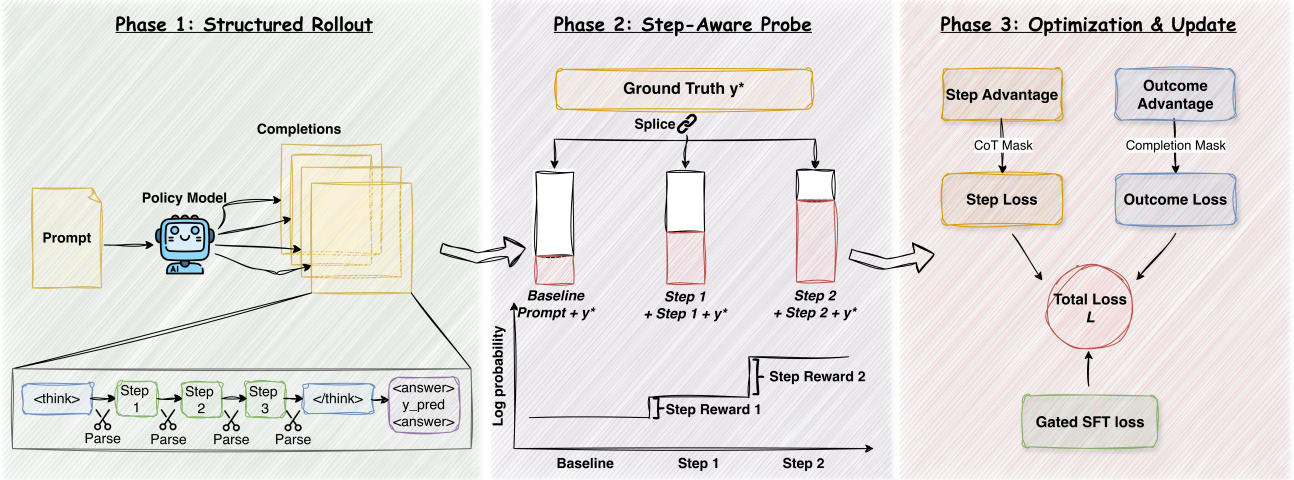 Phase 1: Structured Rollout
Completions
Policy Model
Prompt
AI
<think>
Step
1
Step
2
Step
3
</think>
<answer>
y_pred
<answer>
Parse
Parse
Parse
Parse
Phase 2: Step-Aware Probe
Ground Truth y*
Splice
Baseline
Prompt + y*
Step 1
+ Step 1 + y*
Step 2
+ Step 2 + y*
Log probability
Step Reward 2
Step Reward 1
Baseline
Step 1
Step 2
Phase 3: Optimization & Update
Step Advantage
Outcome
Advantage
CoT Mask
Completion Mask
Step Loss
Outcome Loss
Total Loss
L
Gated SFT loss